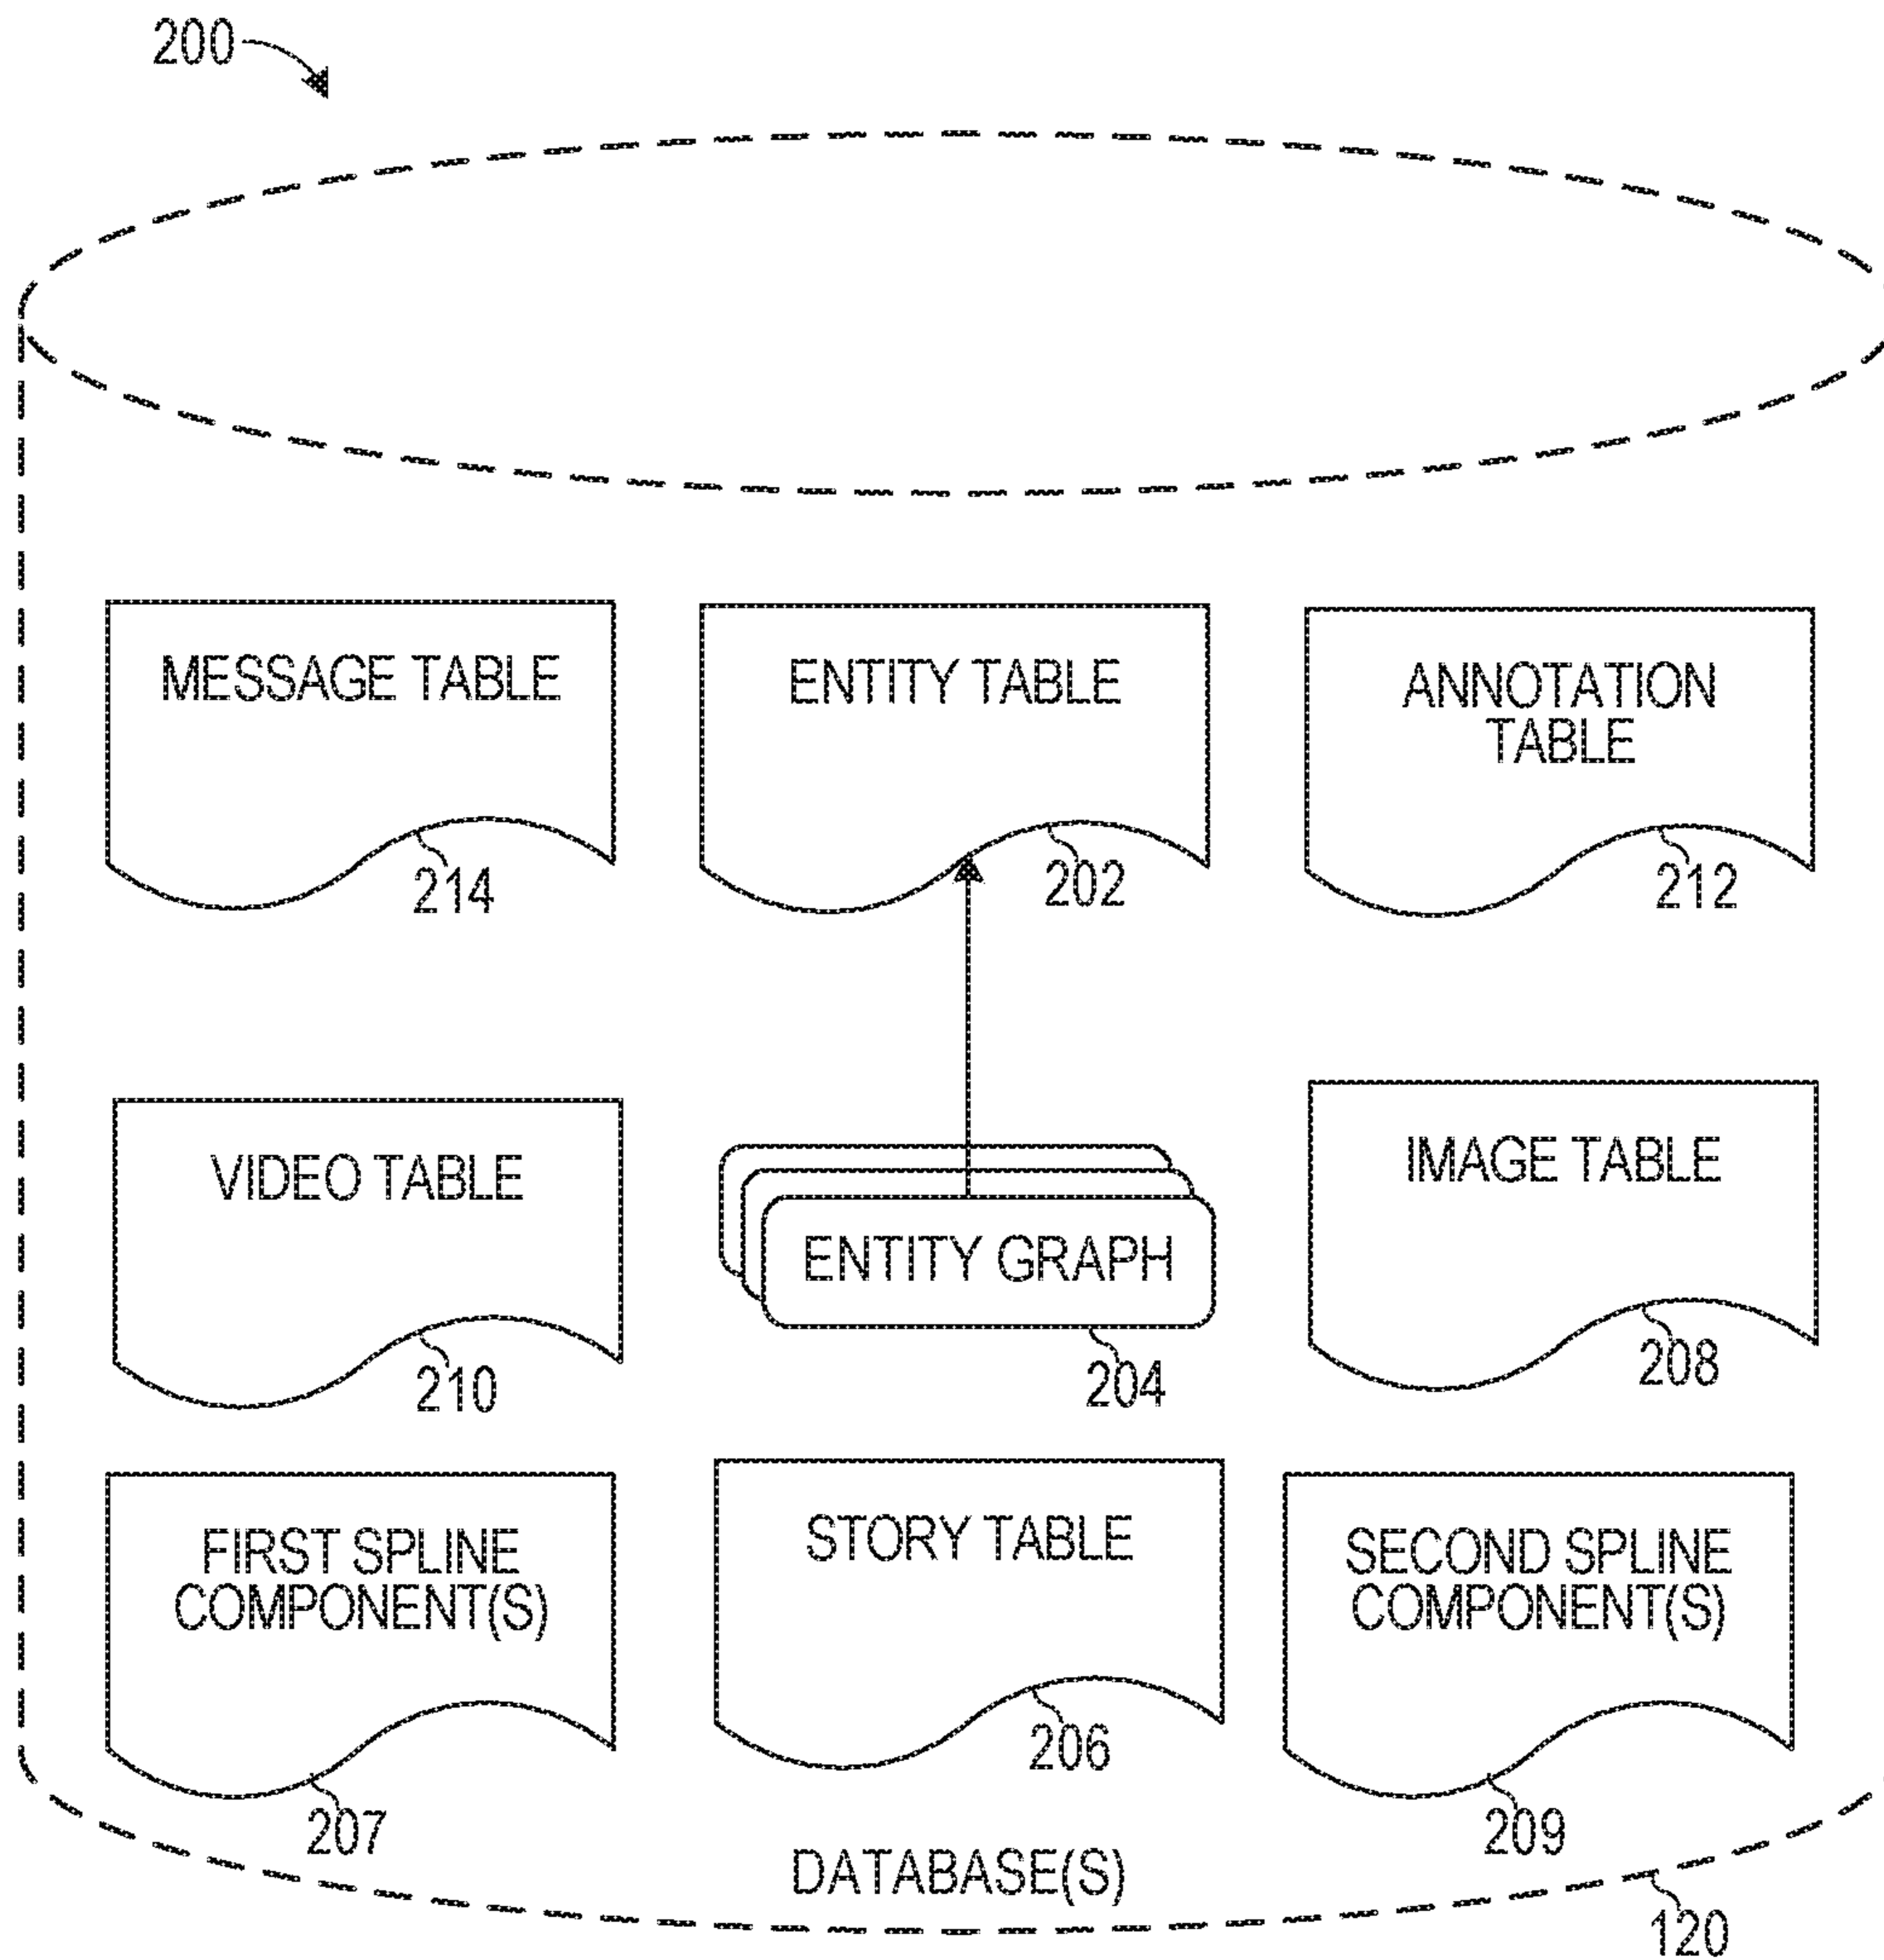 200
MESSAGE TABLE
214
ENTITY TABLE
202
ANNOTATION
TABLE
212
VIDEO TABLE
210
ENTITY GRAPH
204
IMAGE TABLE
208
FIRST SPLINE
COMPONENT(S)
207
STORY TABLE
206
SECOND SPLINE
COMPONENT(S)
209
DATABASE(S)
120